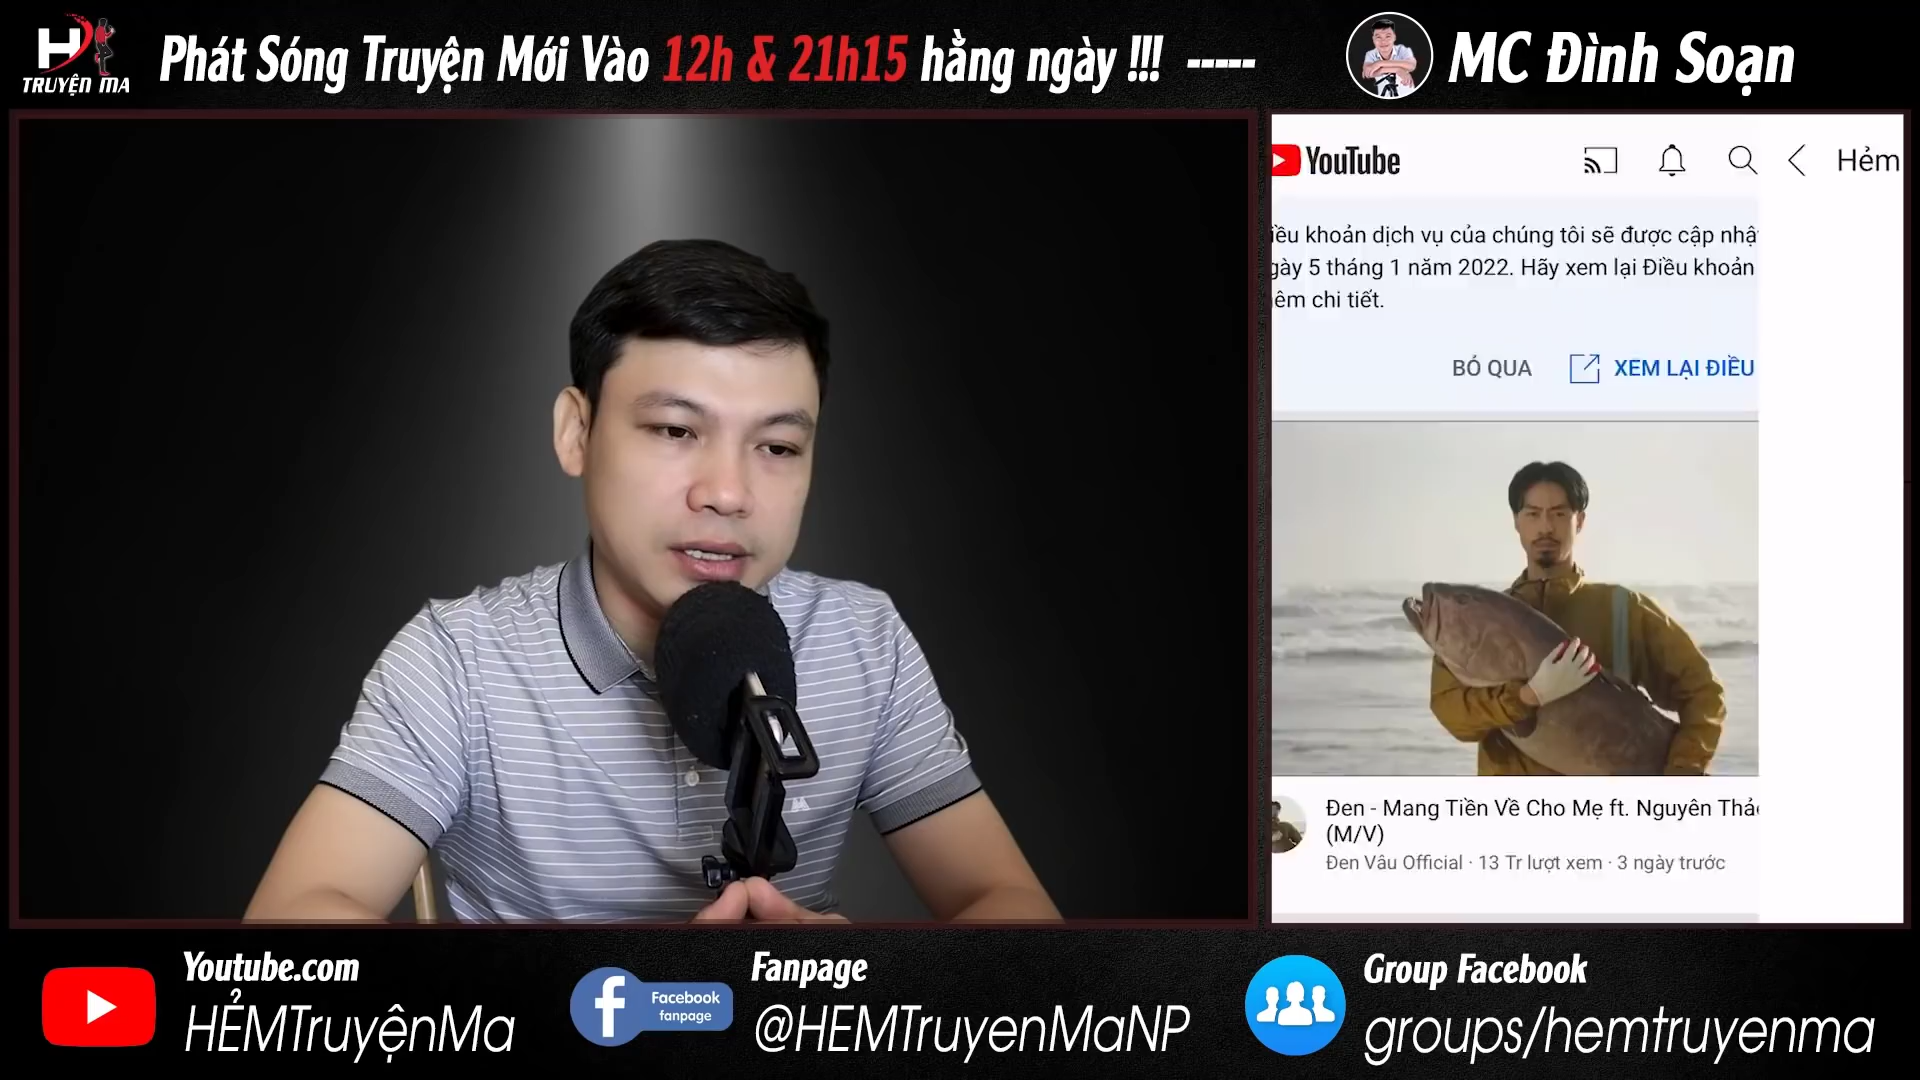 H
TRUYỆN MA
Phát Sóng Truyện Mới Vào 12h & 21h15 hằng ngày !!! -----
MC Đình Soạn
YouTube
Hẻm
iều khoản dịch vụ của chúng tôi sẽ được cập nhậ
gày 5 tháng 1 năm 2022. Hãy xem lại Điều khoản
êm chi tiết.
BỎ QUA
XEM LẠI ĐIỀU
Đen - Mang Tiền Về Cho Mẹ ft. Nguyên Thả
(M/V)
Đen Vâu Official · 13 Tr lượt xem · 3 ngày trước
Youtube.com
HẺMTruyệnMa
Facebook
fanpage
Fanpage
@HEMTruyenMaNP
Group Facebook
groups/hemtruyenma